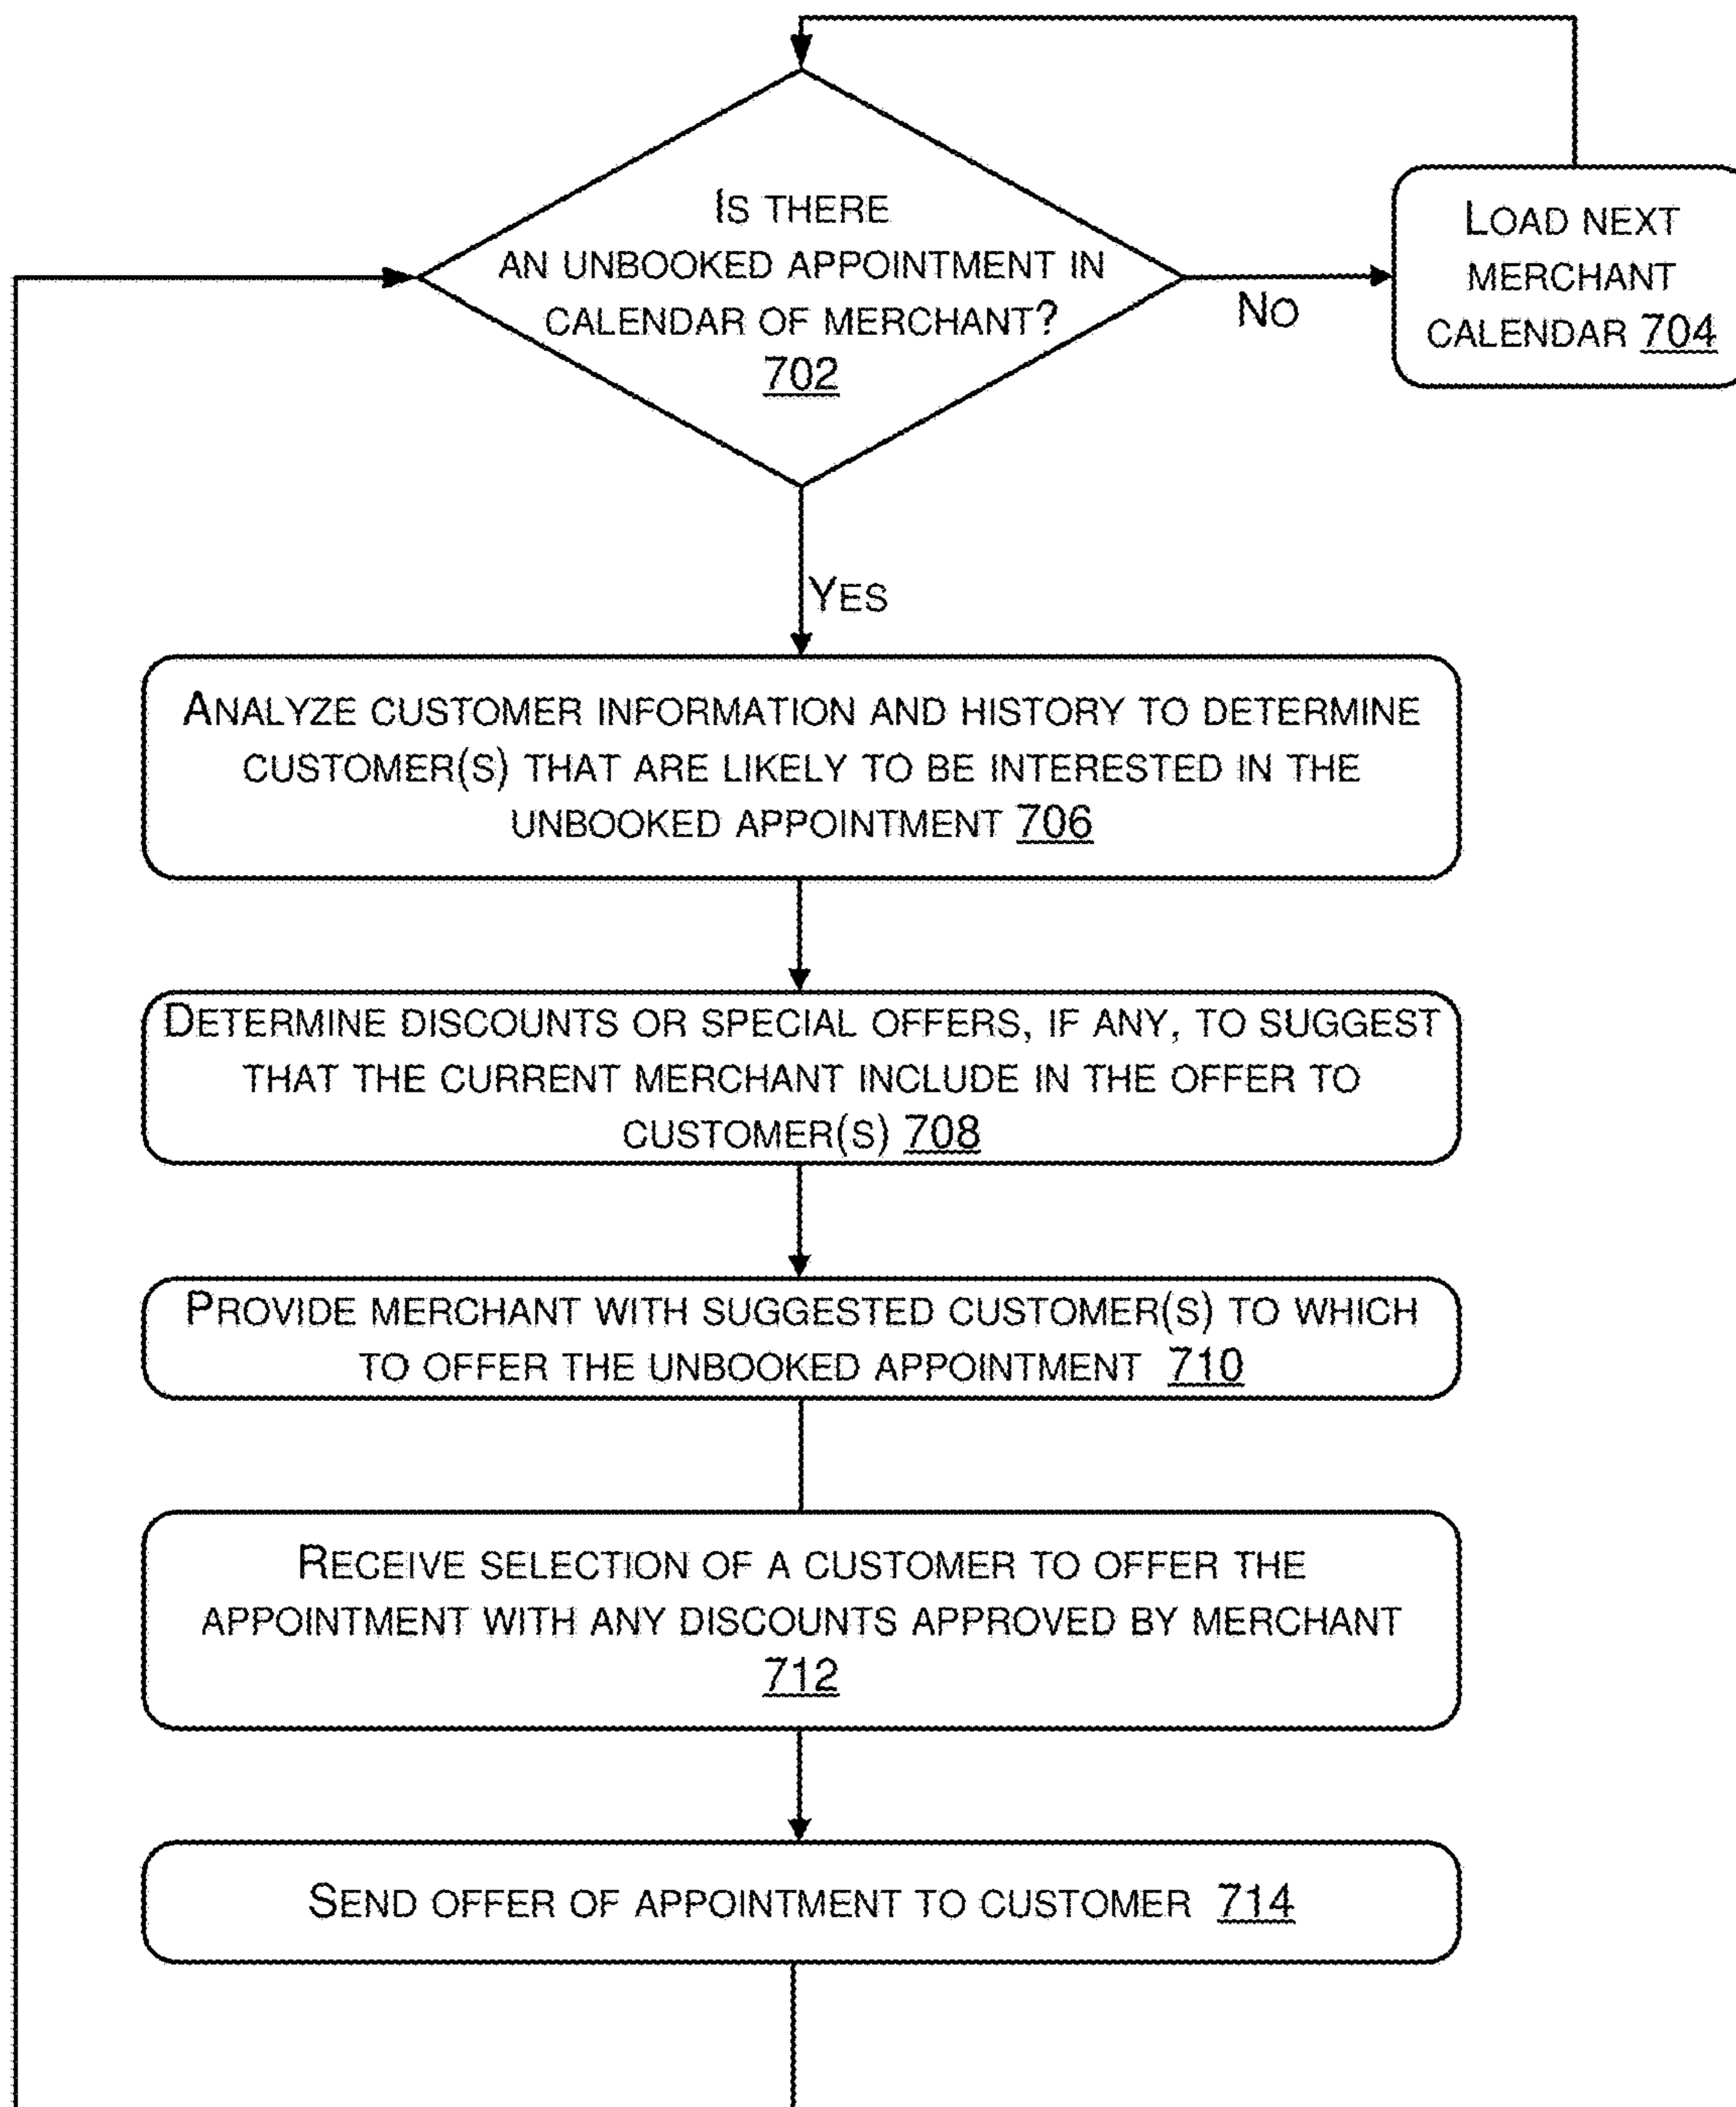 IS THERE
AN UNBOOKED APPOINTMENT IN
CALENDAR OF MERCHANT?
702
NO
LOAD NEXT
MERCHANT
CALENDAR 704
YES
ANALYZE CUSTOMER INFORMATION AND HISTORY TO DETERMINE
CUSTOMER(S) THAT ARE LIKELY TO BE INTERESTED IN THE
UNBOOKED APPOINTMENT 706
DETERMINE DISCOUNTS OR SPECIAL OFFERS, IF ANY, TO SUGGEST
THAT THE CURRENT MERCHANT INCLUDE IN THE OFFER TO
CUSTOMER(S) 708
PROVIDE MERCHANT WITH SUGGESTED CUSTOMER(S) TO WHICH
TO OFFER THE UNBOOKED APPOINTMENT 710
RECEIVE SELECTION OF A CUSTOMER TO OFFER THE
APPOINTMENT WITH ANY DISCOUNTS APPROVED BY MERCHANT
712
SEND OFFER OF APPOINTMENT TO CUSTOMER 714